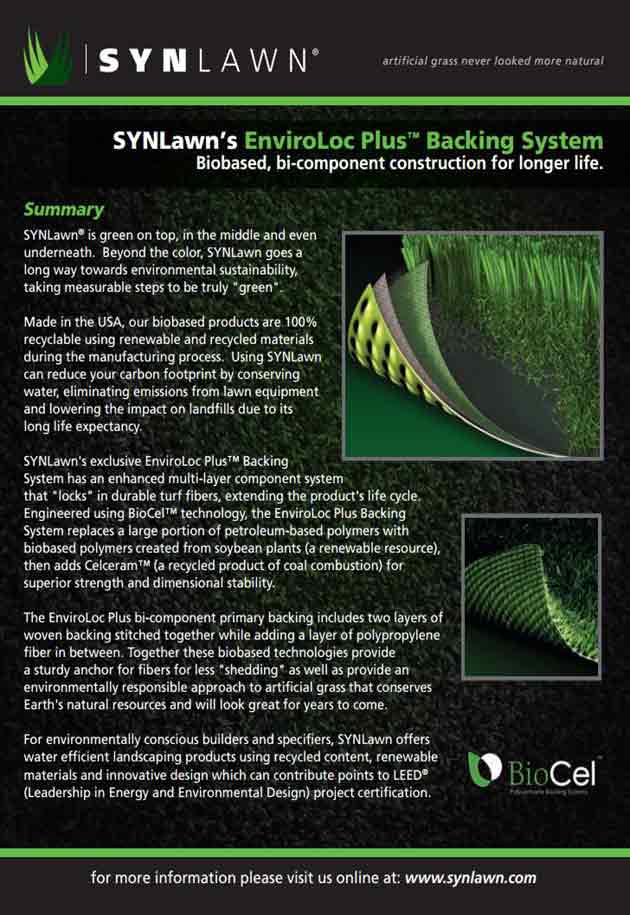 SYNLAWN®
artificial grass never looked more natural
SYNLawn's EnviroLoc Plus™ Backing System
Biobased, bi-component construction for longer life.
Summary
SYNLawn® is green on top, in the middle and even
underneath. Beyond the color, SYNLawn goes a
long way towards environmental sustainability,
taking measurable steps to be truly "green".
Made in the USA, our biobased products are 100%
recyclable using renewable and recycled materials
during the manufacturing process. Using SYNLawn
can reduce your carbon footprint by conserving
water, eliminating emissions from lawn equipment
and lowering the impact on landfills due to its
long life expectancy.
SYNLawn's exclusive EnviroLoc Plus™ Backing
System has an enhanced multi-layer component system
that "locks" in durable turf fibers, extending the product's life cycle.
Engineered using BioCel™ technology, the EnviroLoc Plus Backing
System replaces a large portion of petroleum-based polymers with
biobased polymers created from soybean plants (a renewable resource),
then adds Celceram™ (a recycled product of coal combustion) for
superior strength and dimensional stability.
The EnviroLoc Plus bi-component primary backing includes two layers of
woven backing stitched together while adding a layer of polypropylene
fiber in between. Together these biobased technologies provide
a sturdy anchor for fibers for less "shedding" as well as provide an
environmentally responsible approach to artificial grass that conserves
Earth's natural resources and will look great for years to come.
For environmentally conscious builders and specifiers, SYNLawn offers
water efficient landscaping products using recycled content, renewable
materials and innovative design which can contribute points to LEED®
(Leadership in Energy and Environmental Design) project certification.
BioCel™
Polyurethane Backing Systems
for more information please visit us online at: www.synlawn.com